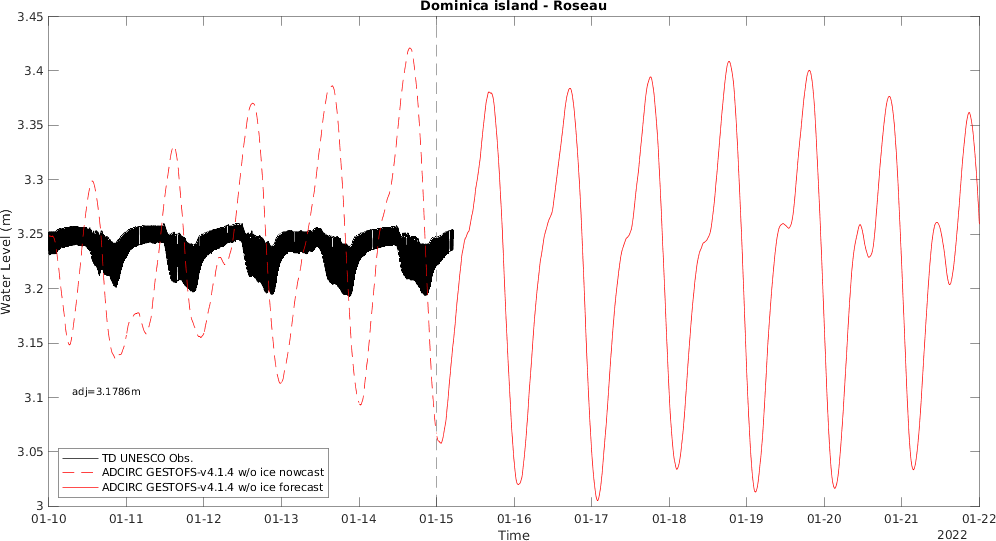 Dominica island - Roseau
3.45
3.4
3.35
3.3
3.25
3.2
3.15
3.1
3.05
3
Water Level (m)
adj=3.1786m
TD UNESCO Obs.
ADCIRC GESTOFS-v4.1.4 w/o ice nowcast
ADCIRC GESTOFS-v4.1.4 w/o ice forecast
01-10 01-11 01-12 01-13 01-14 01-15 01-16 01-17 01-18 01-19 01-20 01-21 01-22
Time
2022